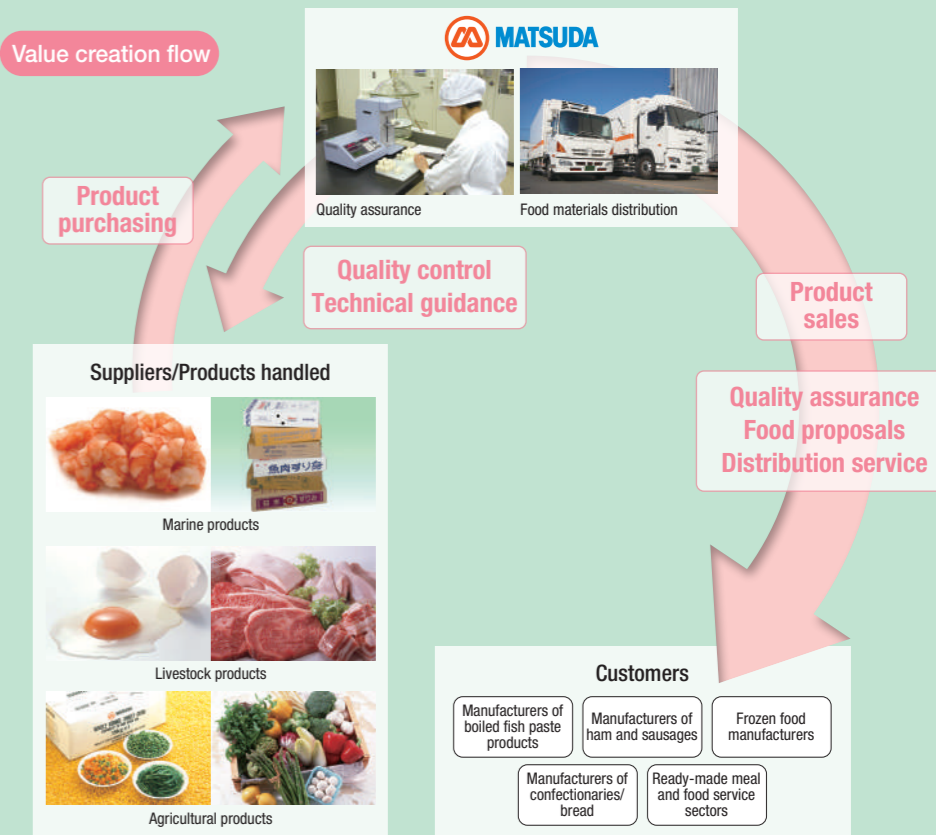 Value creation flow
MATSUDA
Quality assurance
Food materials distribution
Product
purchasing
Quality control
Technical guidance
Product
sales
Quality assurance
Food proposals
Distribution service
Suppliers/Products handled
魚肉すり身
Marine products
Livestock products
Agricultural products
Customers
Manufacturers of
boiled fish paste
products
Manufacturers of
ham and sausages
Frozen food
manufacturers
Manufacturers of
confectionaries/
bread
Ready-made meal
and food service
sectors